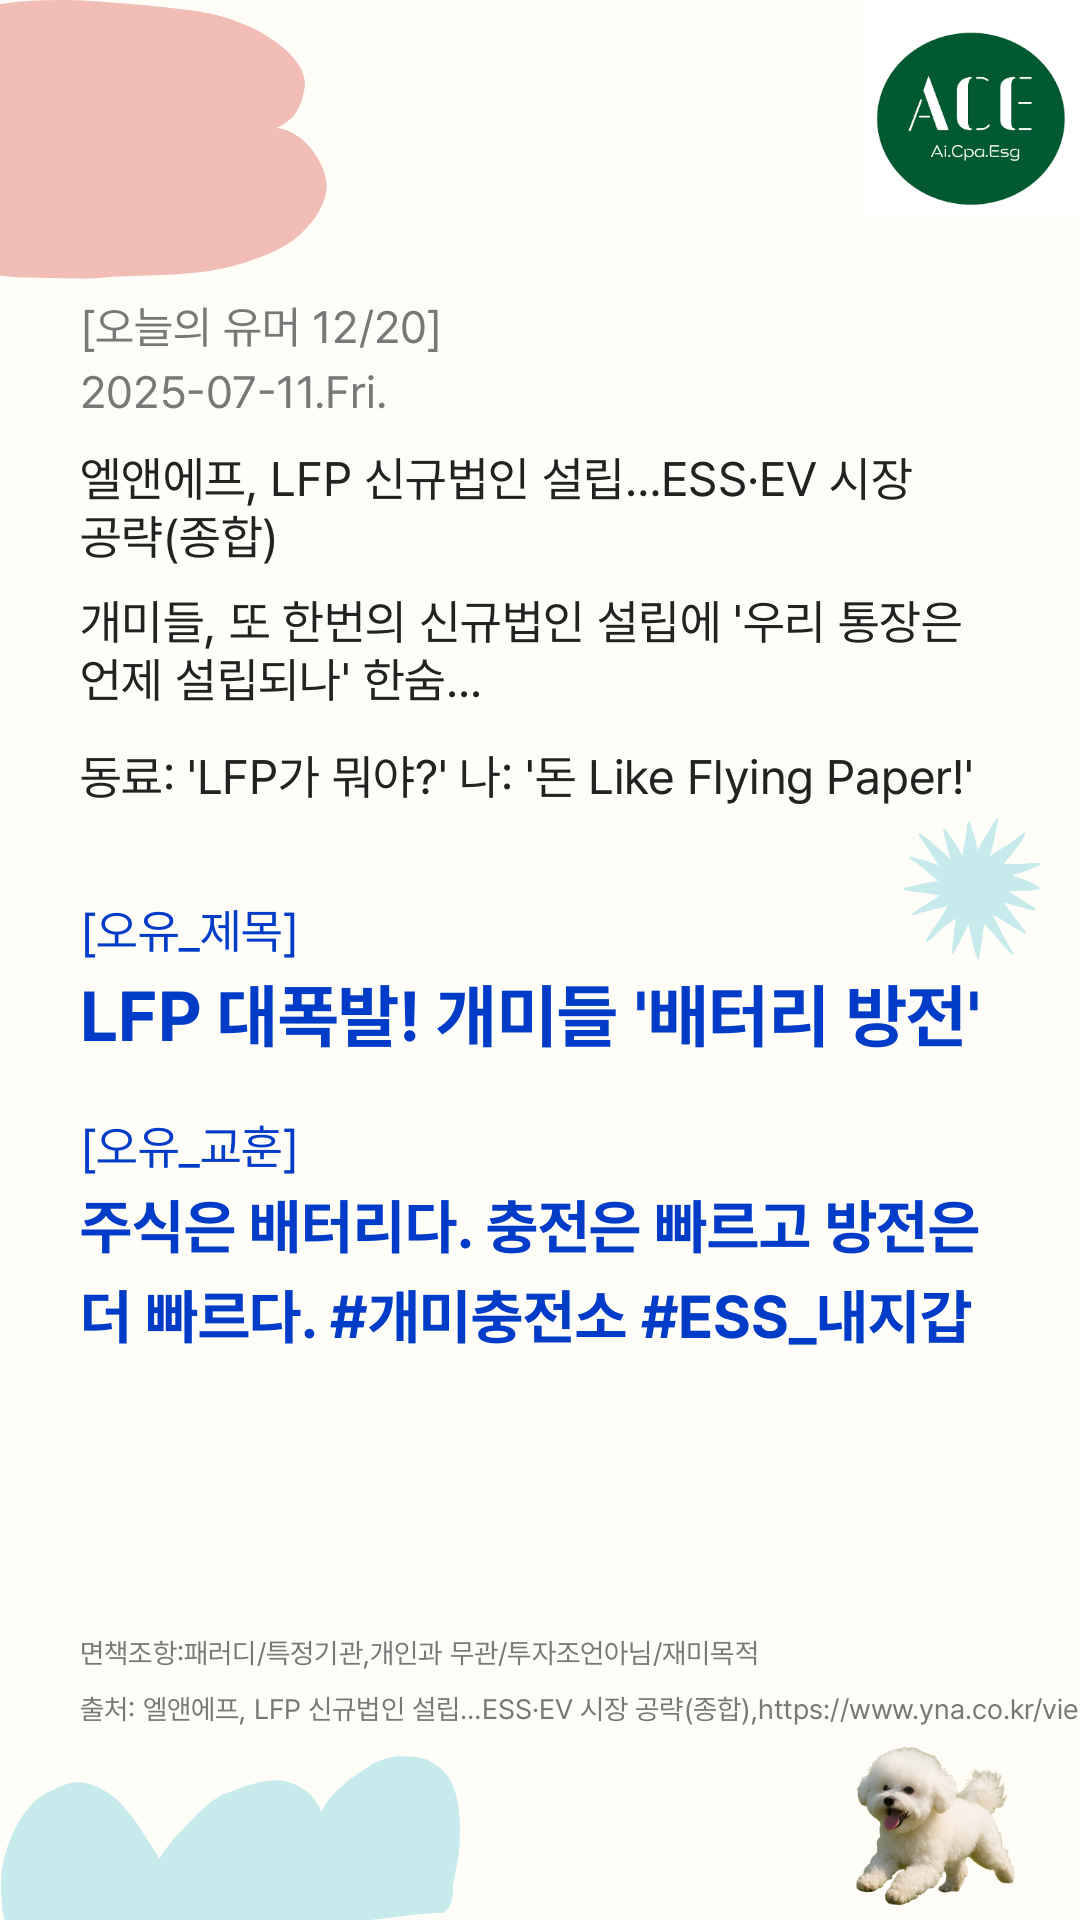 ACE
Ai.Cpa.Esg
[오늘의 유머 12/20]
2025-07-11.Fri.
엘앤에프, LFP 신규법인 설립…ESS·EV 시장
공략(종합)
개미들, 또 한번의 신규법인 설립에 '우리 통장은
언제 설립되나' 한숨...
동료: 'LFP가 뭐야?' 나: '돈 Like Flying Paper!'
[오유_제목]
LFP 대폭발! 개미들 '배터리 방전'
[오유_교훈]
주식은 배터리다. 충전은 빠르고 방전은
더 빠르다. #개미충전소 #ESS_내지갑
면책조항:패러디/특정기관,개인과 무관/투자조언아님/재미목적
출처: 엘앤에프, LFP 신규법인 설립…ESS·EV 시장 공략(종합),https://www.yna.co.kr/vie